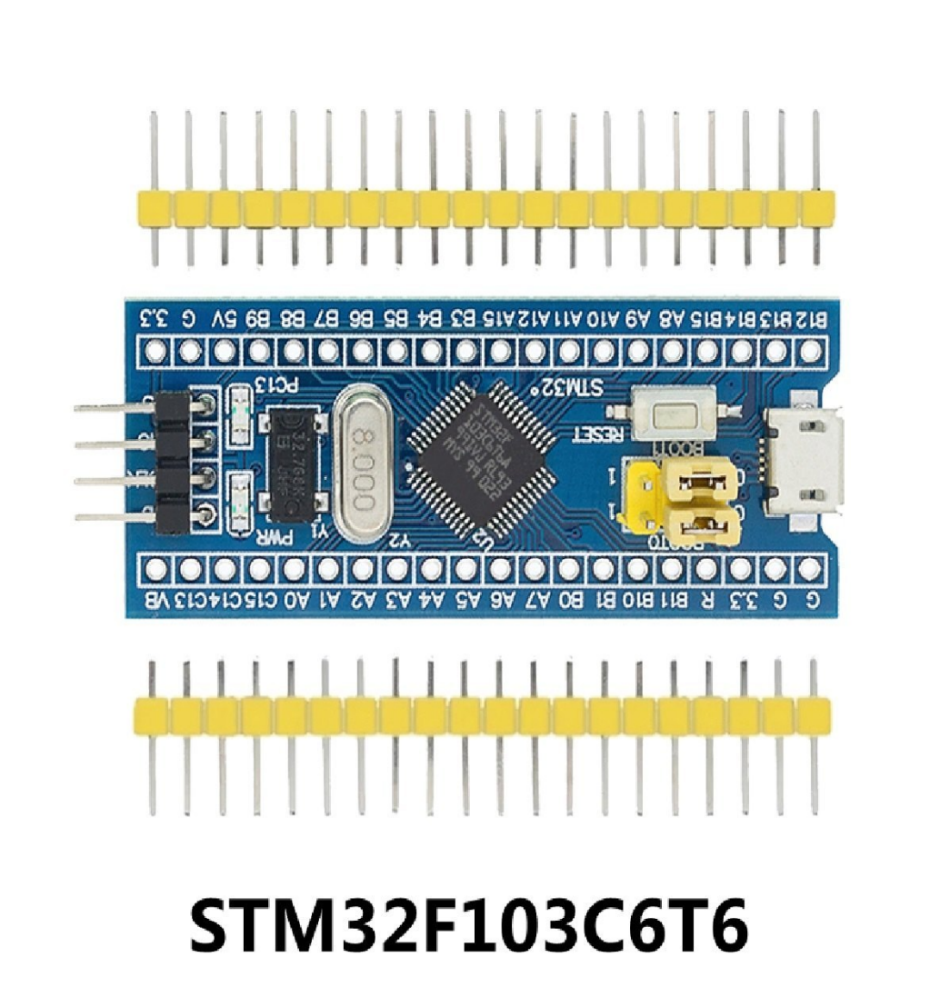 3.3 G 5V B9 B8 B7 B6 B5 B4 B3 A15 A12 A11 A10 A9 A8 B15 B14 B13 B12
PC13
STM32
RESET
8.000
STM32F
BOOT1
1
1
BOOT0
PWR
Y1
Y2
U2
VB C13 C14 C15 A0 A1 A2 A3 A4 A5 A6 A7 B0 B1 B10 B11 R 3.3 G G
STM32F103C6T6